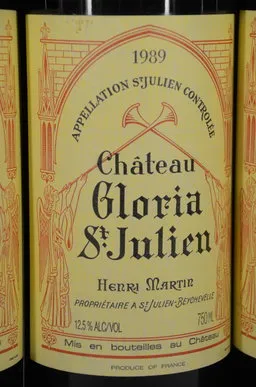 1989
APPELLATION ST JULIEN CONTRÔLÉE
Château
Gloria
St Julien
HENRI MARTIN
PROPRIÉTAIRE A ST JULIEN-BEYCHEVELLE
12.5% ALC/VOL 750 ml
Mis en bouteilles au Château
PRODUCE OF FRANCE